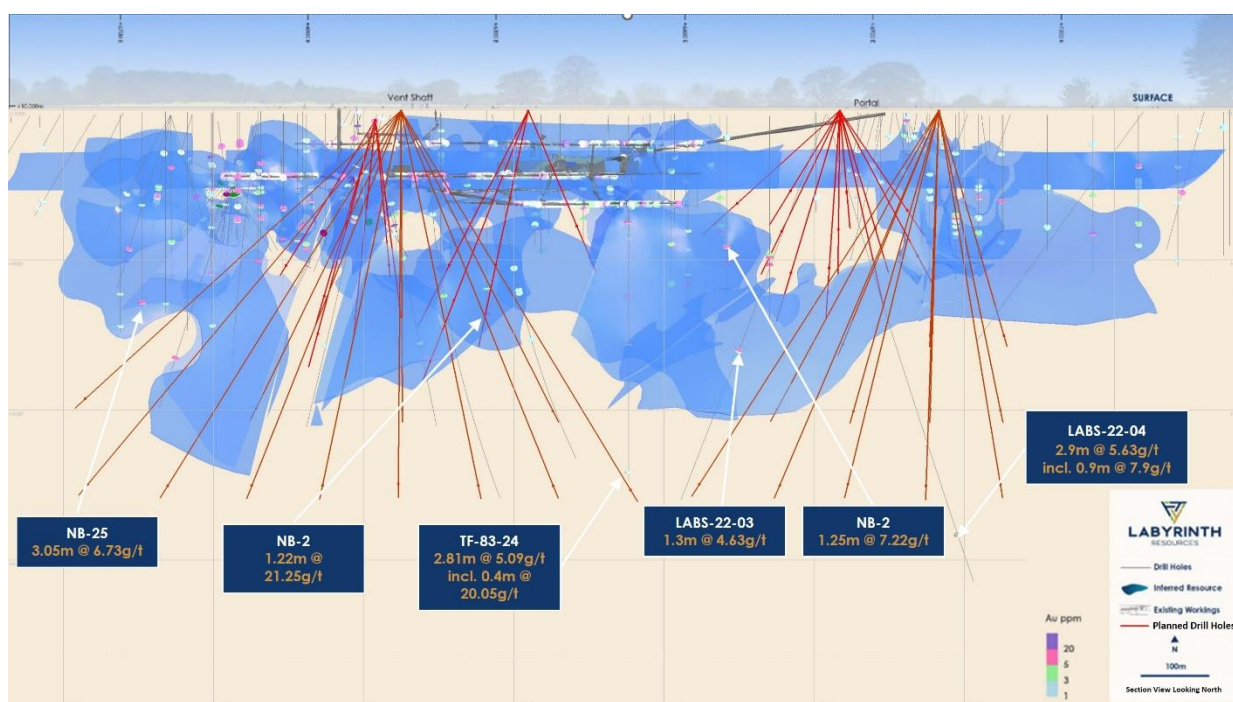 Vent Shaft
Portal
SURFACE
NB-25
3.05m @ 6.73g/t
NB-2
1.22m @
21.25g/t
TF-83-24
2.81m @ 5.09g/t
incl. 0.4m @
20.05g/t
LABS-22-03
1.3m @ 4.63g/t
NB-2
1.25m @ 7.22g/t
LABS-22-04
2.9m @ 5.63g/t
incl. 0.9m @ 7.9g/t
LABYRINTH
RESOURCES
Drill Holes
Inferred Resource
Existing Workings
Planned Drill Holes
N
100m
Section View Looking North
Au ppm
20
5
3
1